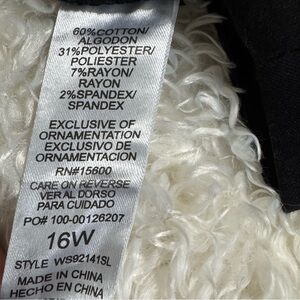 60%COTTON/
ALGODON
31%POLYESTER/
POLIESTER
7%RAYON/
RAYON
2%SPANDEX/
SPANDEX
EXCLUSIVE OF
ORNAMENTATION
EXCLUSIVO DE
ORNAMENTACION
RN#15600
CARE ON REVERSE
VER AL DORSO
PARA CUIDADO
PO# 100-00126207
16W
STYLE WS92141SL
MADE IN CHINA
HECHO EN CHINA